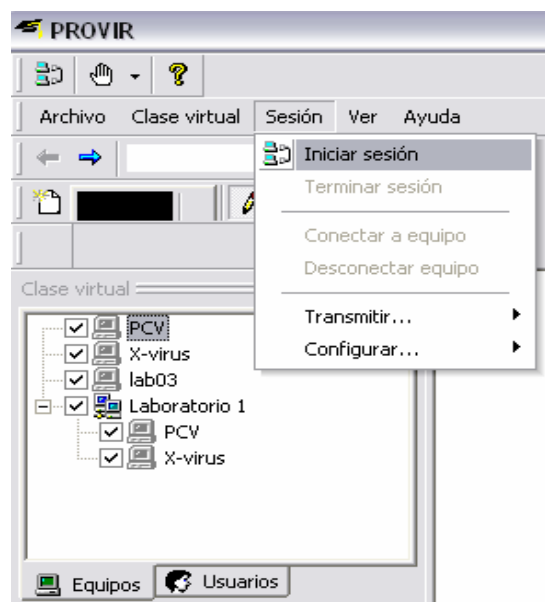 PROVIR
Archivo Clase virtual Sesión Ver Ayuda
Iniciar sesión
Terminar sesión
Conectar a equipo
Desconectar equipo
Transmitir...
Configurar...
Clase virtual
PCV
X-virus
lab03
Laboratorio 1
PCV
X-virus
Equipos Usuarios